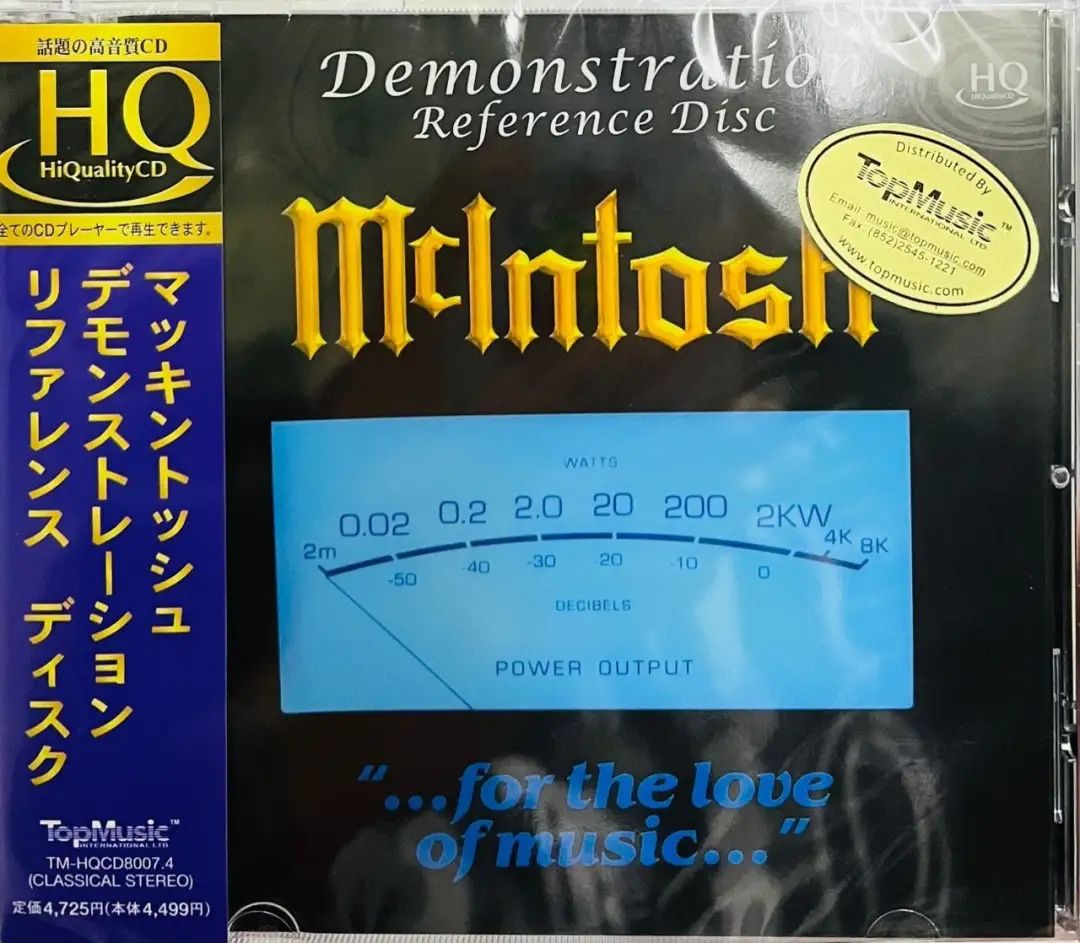 話題の高音質CD
HQ
HiQualityCD
全てのCDプレーヤーで再生できます。
マッキントッシュ
デモンストレーション
リファレンス ディスク
TopMusic™
INTERNATIONAL LTD
TM-HQCD8007.4
(CLASSICAL STEREO)
定価4,725円(本体4,499円)
Demonstration
Reference Disc
HQ
HiQualityCD
Distributed By
TopMusic™
INTERNATIONAL LTD
Email: music@topmusic.com
Fax: (852)2545-1221
www.topmusic.com
McIntosh
WATTS
2m 0.02 0.2 2.0 20 200 2KW 4K 8K
-50 -40 -30 -20 -10 0
DECIBELS
POWER OUTPUT
"...for the love
of music..."